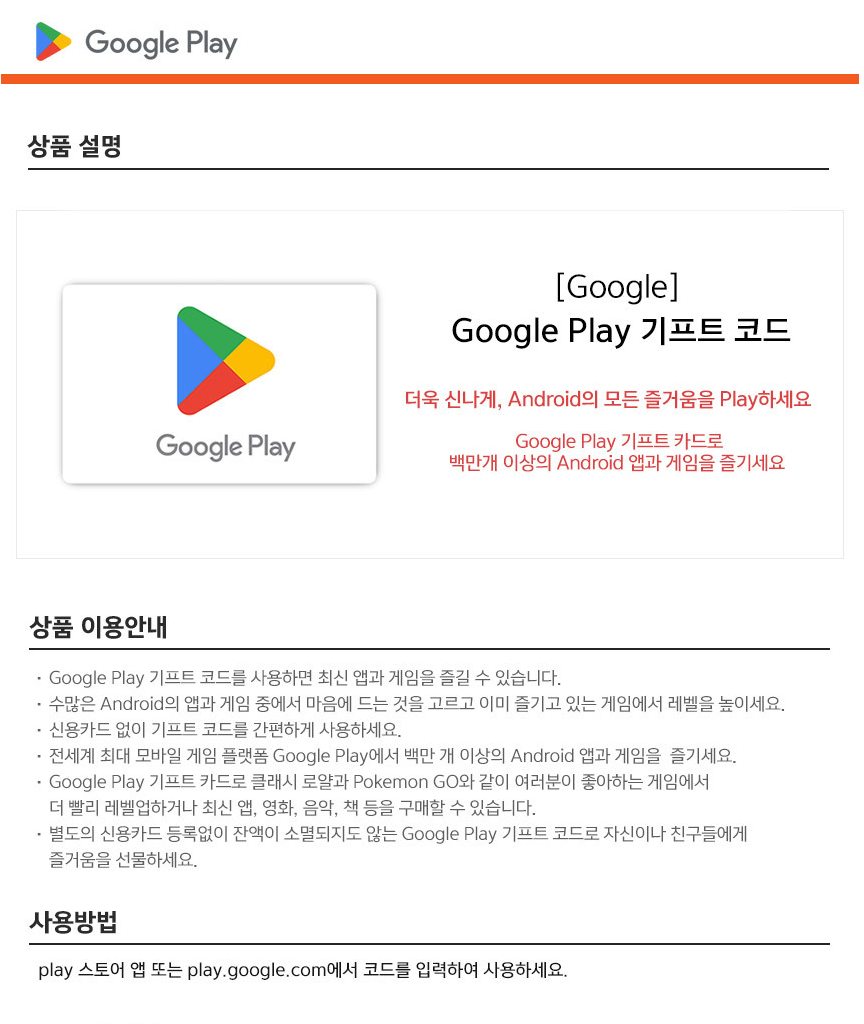 Google Play
상품 설명
[Google]
Google Play 기프트 코드
더욱 신나게, Android의 모든 즐거움을 Play하세요
Google Play 기프트 카드로
백만개 이상의 Android 앱과 게임을 즐기세요
Google Play
상품 이용안내
· Google Play 기프트 코드를 사용하면 최신 앱과 게임을 즐길 수 있습니다.
· 수많은 Android의 앱과 게임 중에서 마음에 드는 것을 고르고 이미 즐기고 있는 게임에서 레벨을 높이세요.
· 신용카드 없이 기프트 코드를 간편하게 사용하세요.
· 전세계 최대 모바일 게임 플랫폼 Google Play에서 백만 개 이상의 Android 앱과 게임을 즐기세요.
· Google Play 기프트 카드로 클래시 로얄과 Pokemon GO와 같이 여러분이 좋아하는 게임에서
더 빨리 레벨업하거나 최신 앱, 영화, 음악, 책 등을 구매할 수 있습니다.
· 별도의 신용카드 등록없이 잔액이 소멸되지도 않는 Google Play 기프트 코드로 자신이나 친구들에게
즐거움을 선물하세요.
사용방법
play 스토어 앱 또는 play.google.com에서 코드를 입력하여 사용하세요.